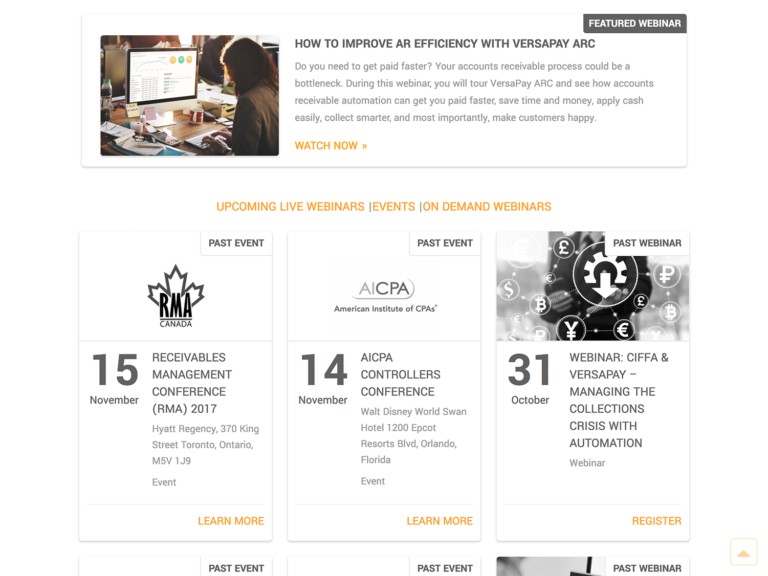 FEATURED WEBINAR
HOW TO IMPROVE AR EFFICIENCY WITH VERSAPAY ARC
Do you need to get paid faster? Your accounts receivable process could be a
bottleneck. During this webinar, you will tour VersaPay ARC and see how accounts
receivable automation can get you paid faster, save time and money, apply cash
easily, collect smarter, and most importantly, make customers happy.
WATCH NOW »
UPCOMING LIVE WEBINARS |EVENTS |ON DEMAND WEBINARS
PAST EVENT
RMA
CANADA
15
November
RECEIVABLES
MANAGEMENT
CONFERENCE
(RMA) 2017
Hyatt Regency, 370 King
Street Toronto, Ontario,
M5V 1J9
Event
LEARN MORE
PAST EVENT
AICPA
American Institute of CPAs®
14
November
AICPA
CONTROLLERS
CONFERENCE
Walt Disney World Swan
Hotel 1200 Epcot
Resorts Blvd, Orlando,
Florida
Event
LEARN MORE
PAST WEBINAR
31
October
WEBINAR: CIFFA &
VERSAPAY –
MANAGING THE
COLLECTIONS
CRISIS WITH
AUTOMATION
Webinar
REGISTER
PAST EVENT
PAST EVENT
PAST WEBINAR